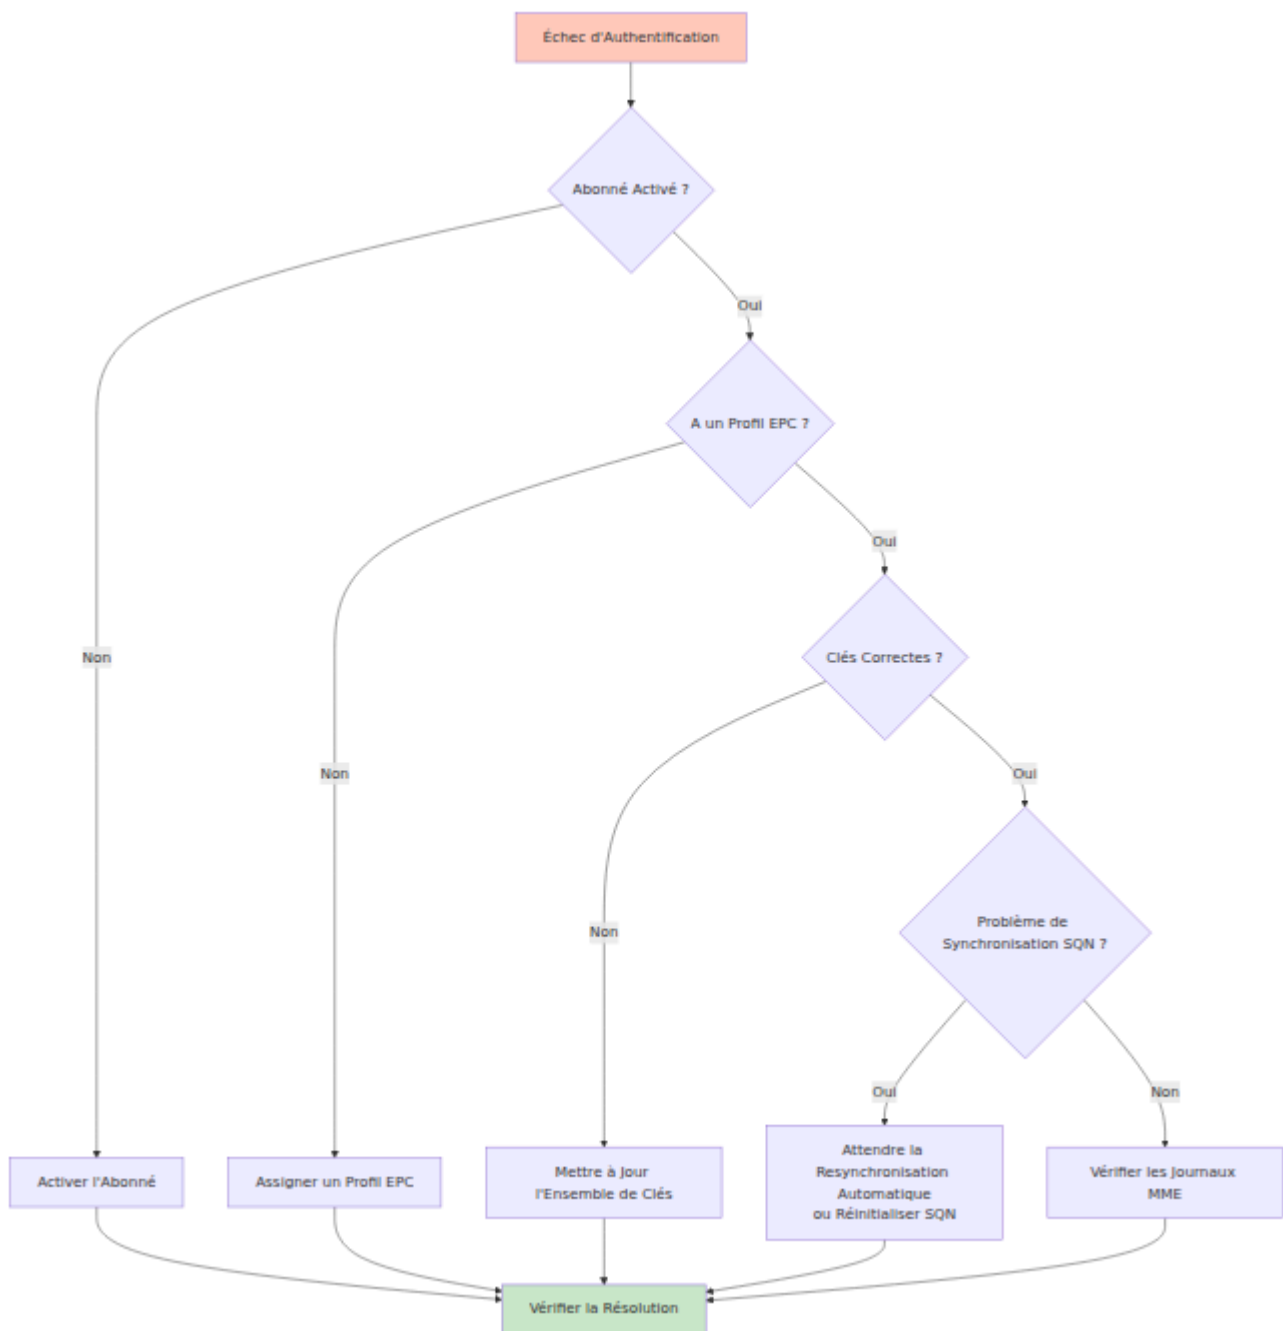 Échec d'Authentification
Abonné Activé ?
Oui
A un Profil EPC ?
Oui
Clés Correctes ?
Non
Non
Oui
Problème de
Synchronisation SQN ?
Non
Oui
Non
Activer l'Abonné
Assigner un Profil EPC
Mettre à Jour
l'Ensemble de Clés
Attendre la
Resynchronisation
Automatique
ou Réinitialiser SQN
Vérifier les Journaux
MME
Vérifier la Résolution